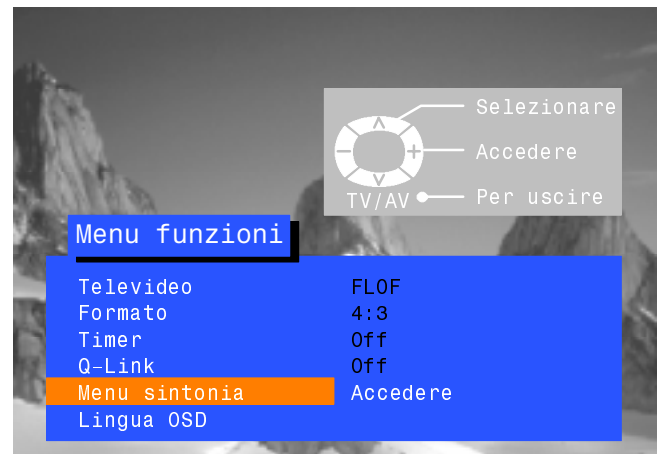 Selezionare
Accedere
TV/AV Per uscire
Menu funzioni
Televideo FLOF
Formato 4:3
Timer Off
Q-Link Off
Menu sintonia Accedere
Lingua OSD